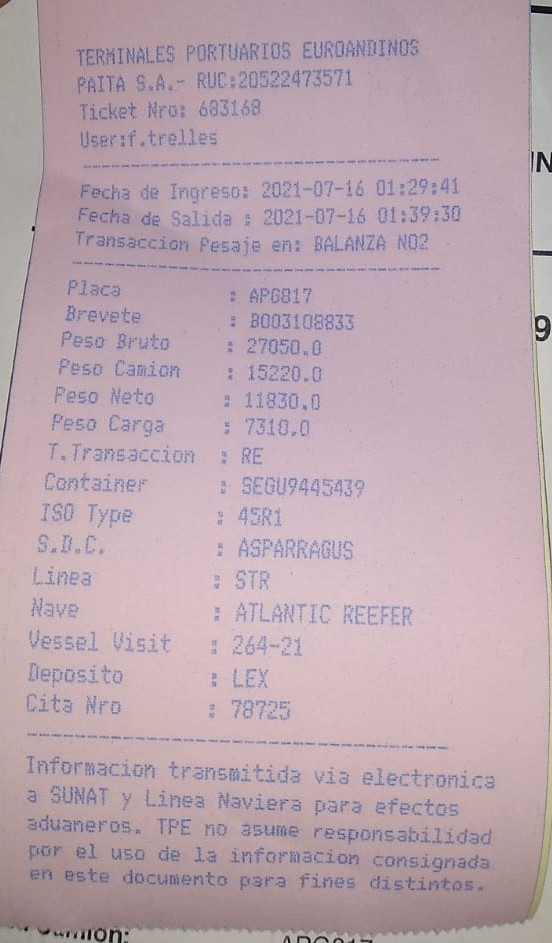 TERMINALES PORTUARIOS EUROANDINOS
PAITA S.A.- RUC:20522473571
Ticket Nro: 683168
User:f.trelles
Fecha de Ingreso: 2021-07-16 01:29:41
Fecha de Salida : 2021-07-16 01:39:30
Transaccion Pesaje en: BALANZA NO2
Placa : APG817
Brevete : B003108833
Peso Bruto : 27050.0
Peso Camion : 15220.0
Peso Neto : 11830.0
Peso Carga : 7310.0
T.Transaccion : RE
Container : SEGU9445439
ISO Type : 45R1
S.D.C. : ASPARRAGUS
Linea : STR
Nave : ATLANTIC REEFER
Vessel Visit : 264-21
Deposito : LEX
Cita Nro : 78725
Informacion transmitida via electronica
a SUNAT y Linea Naviera para efectos
aduaneros. TPE no asume responsabilidad
por el uso de la informacion consignada
en este documento para fines distintos.